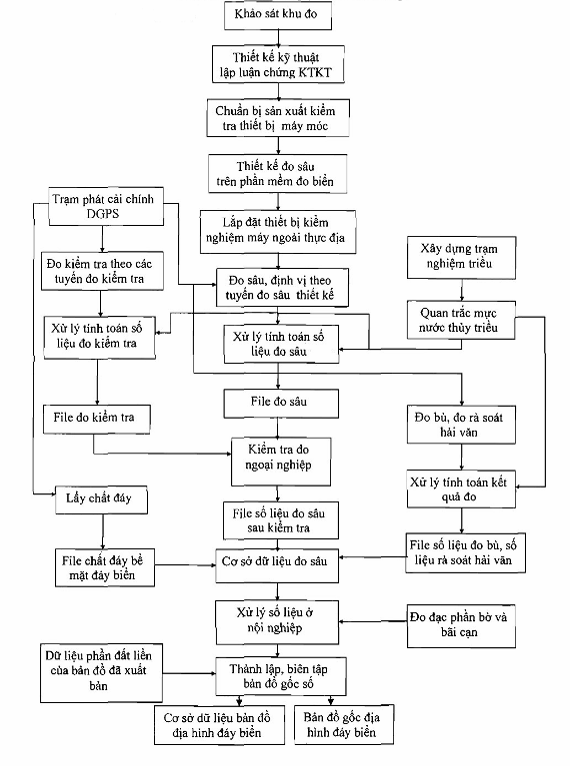 Khảo sát khu đo
Thiết kế kỹ thuật
lập luận chứng KTKT
Chuẩn bị sản xuất kiểm
tra thiết bị máy móc
Thiết kế đo sâu
trên phần mềm đo biển
Trạm phát cải chính
DGPS
Lắp đặt thiết bị kiểm
nghiệm máy ngoài thực địa
Xây dựng trạm
nghiệm triều
Đo kiểm tra theo các
tuyến đo kiểm tra
Đo sâu, định vị theo
tuyến đo sâu thiết kế
Quan trắc mực
nước thủy triều
Xử lý tính toán số
liệu đo kiểm tra
Xử lý tính toán số
liệu đo sâu
File đo kiểm tra
File đo sâu
Đo bù, đo rà soát
hải văn
Kiểm tra đo
ngoại nghiệp
Xử lý tính toán kết
quả đo
Lấy chất đáy
File số liệu đo sâu
sau kiểm tra
File chất đáy bề
mặt đáy biển
Cơ sở dữ liệu đo sâu
File số liệu đo bù, số
liệu rà soát hải văn
Xử lý số liệu ở
nội nghiệp
Đo đạc phần bờ và
bãi cạn
Dữ liệu phần đất liền
của bản đồ đã xuất
bản
Thành lập, biên tập
bản đồ gốc số
Cơ sở dữ liệu bản đồ
địa hình đáy biển
Bản đồ gốc địa
hình đáy biển